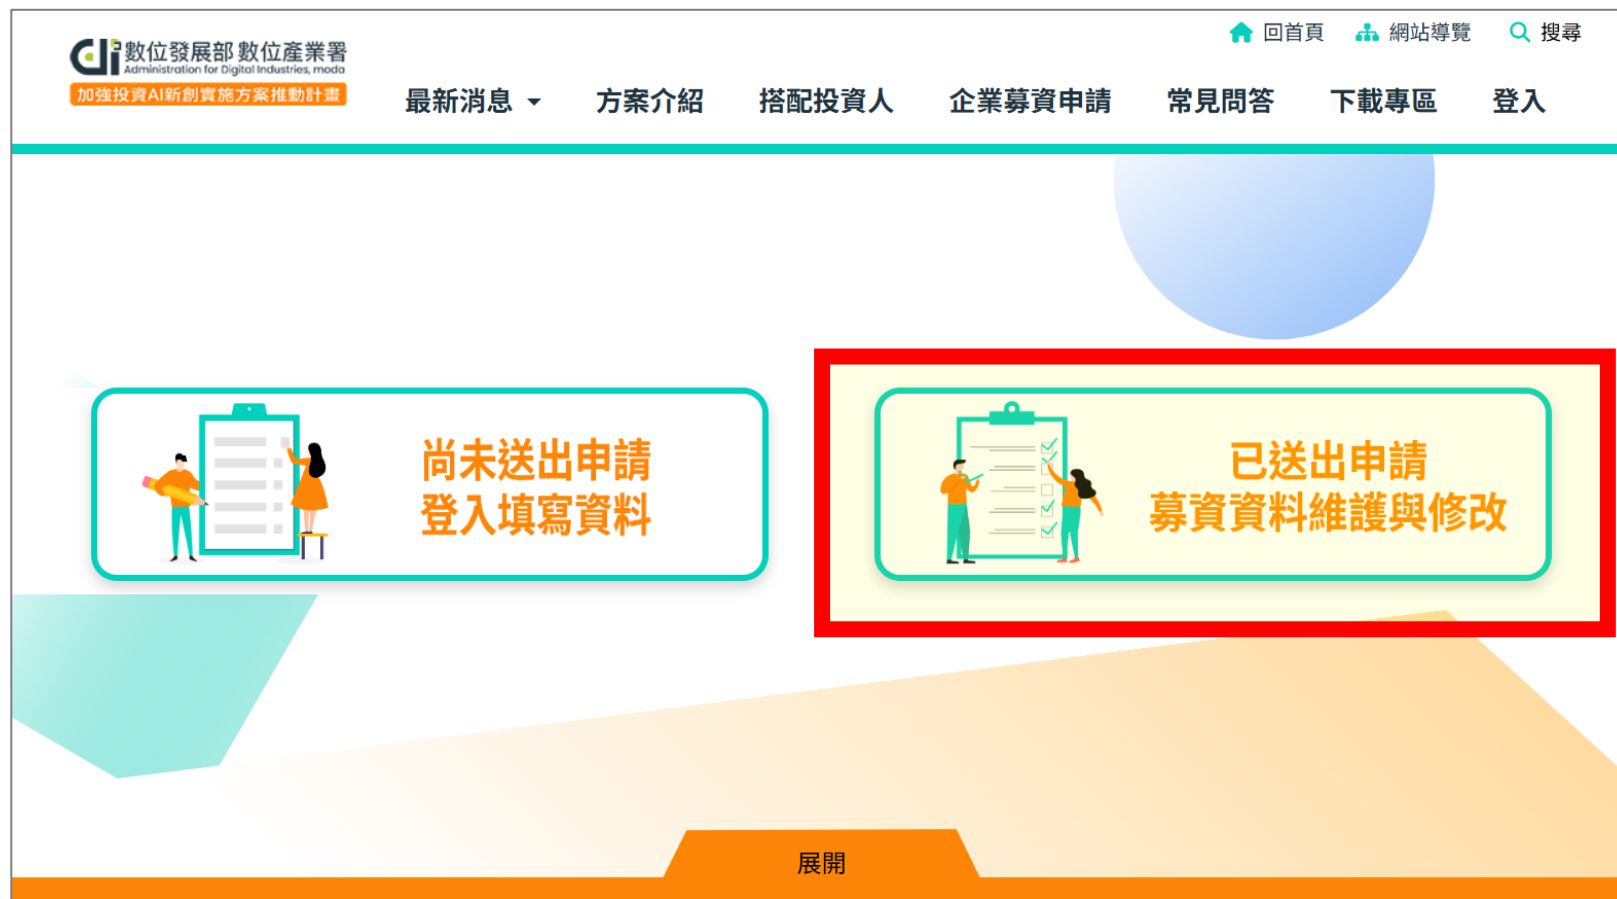 回首頁 網站導覽 搜尋
數位發展部 數位產業署
Administration for Digital Industries, moda
加強投資AI新創實施方案推動計畫
最新消息 方案介紹 搭配投資人 企業募資申請 常見問答 下載專區 登入
尚未送出申請
登入填寫資料
已送出申請
募資資料維護與修改
展開